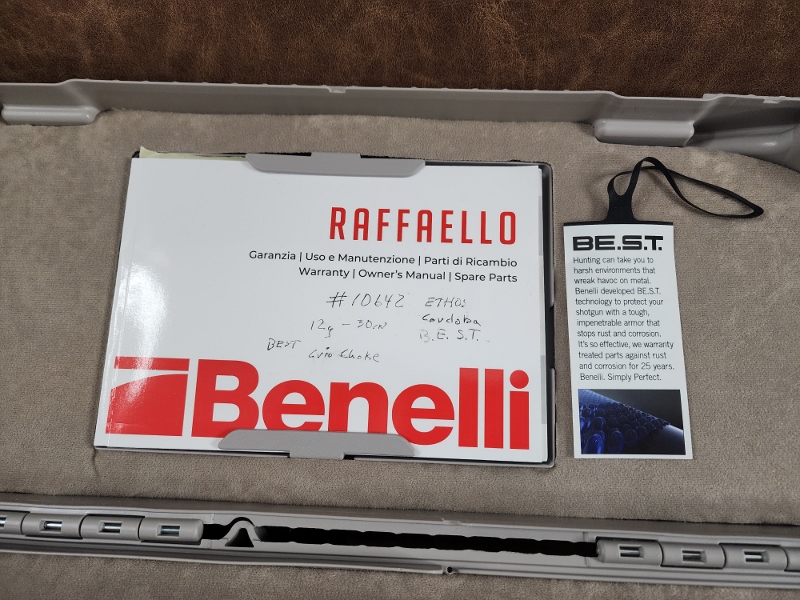 RAFFAELLO
Garanzia | Uso e Manutenzione | Parti di Ricambio
Warranty | Owner's Manual | Spare Parts
#10642 ETHOS
12g - 30in Cordoba
B.E.S.T.
BEST Crio Choke
Benelli
BE.S.T.
Hunting can take you to
harsh environments that
wreak havoc on metal.
Benelli developed BE.S.T.
technology to protect your
shotgun with a tough,
impenetrable armor that
stops rust and corrosion.
It's so effective, we warranty
treated parts against rust
and corrosion for 25 years.
Benelli. Simply Perfect.